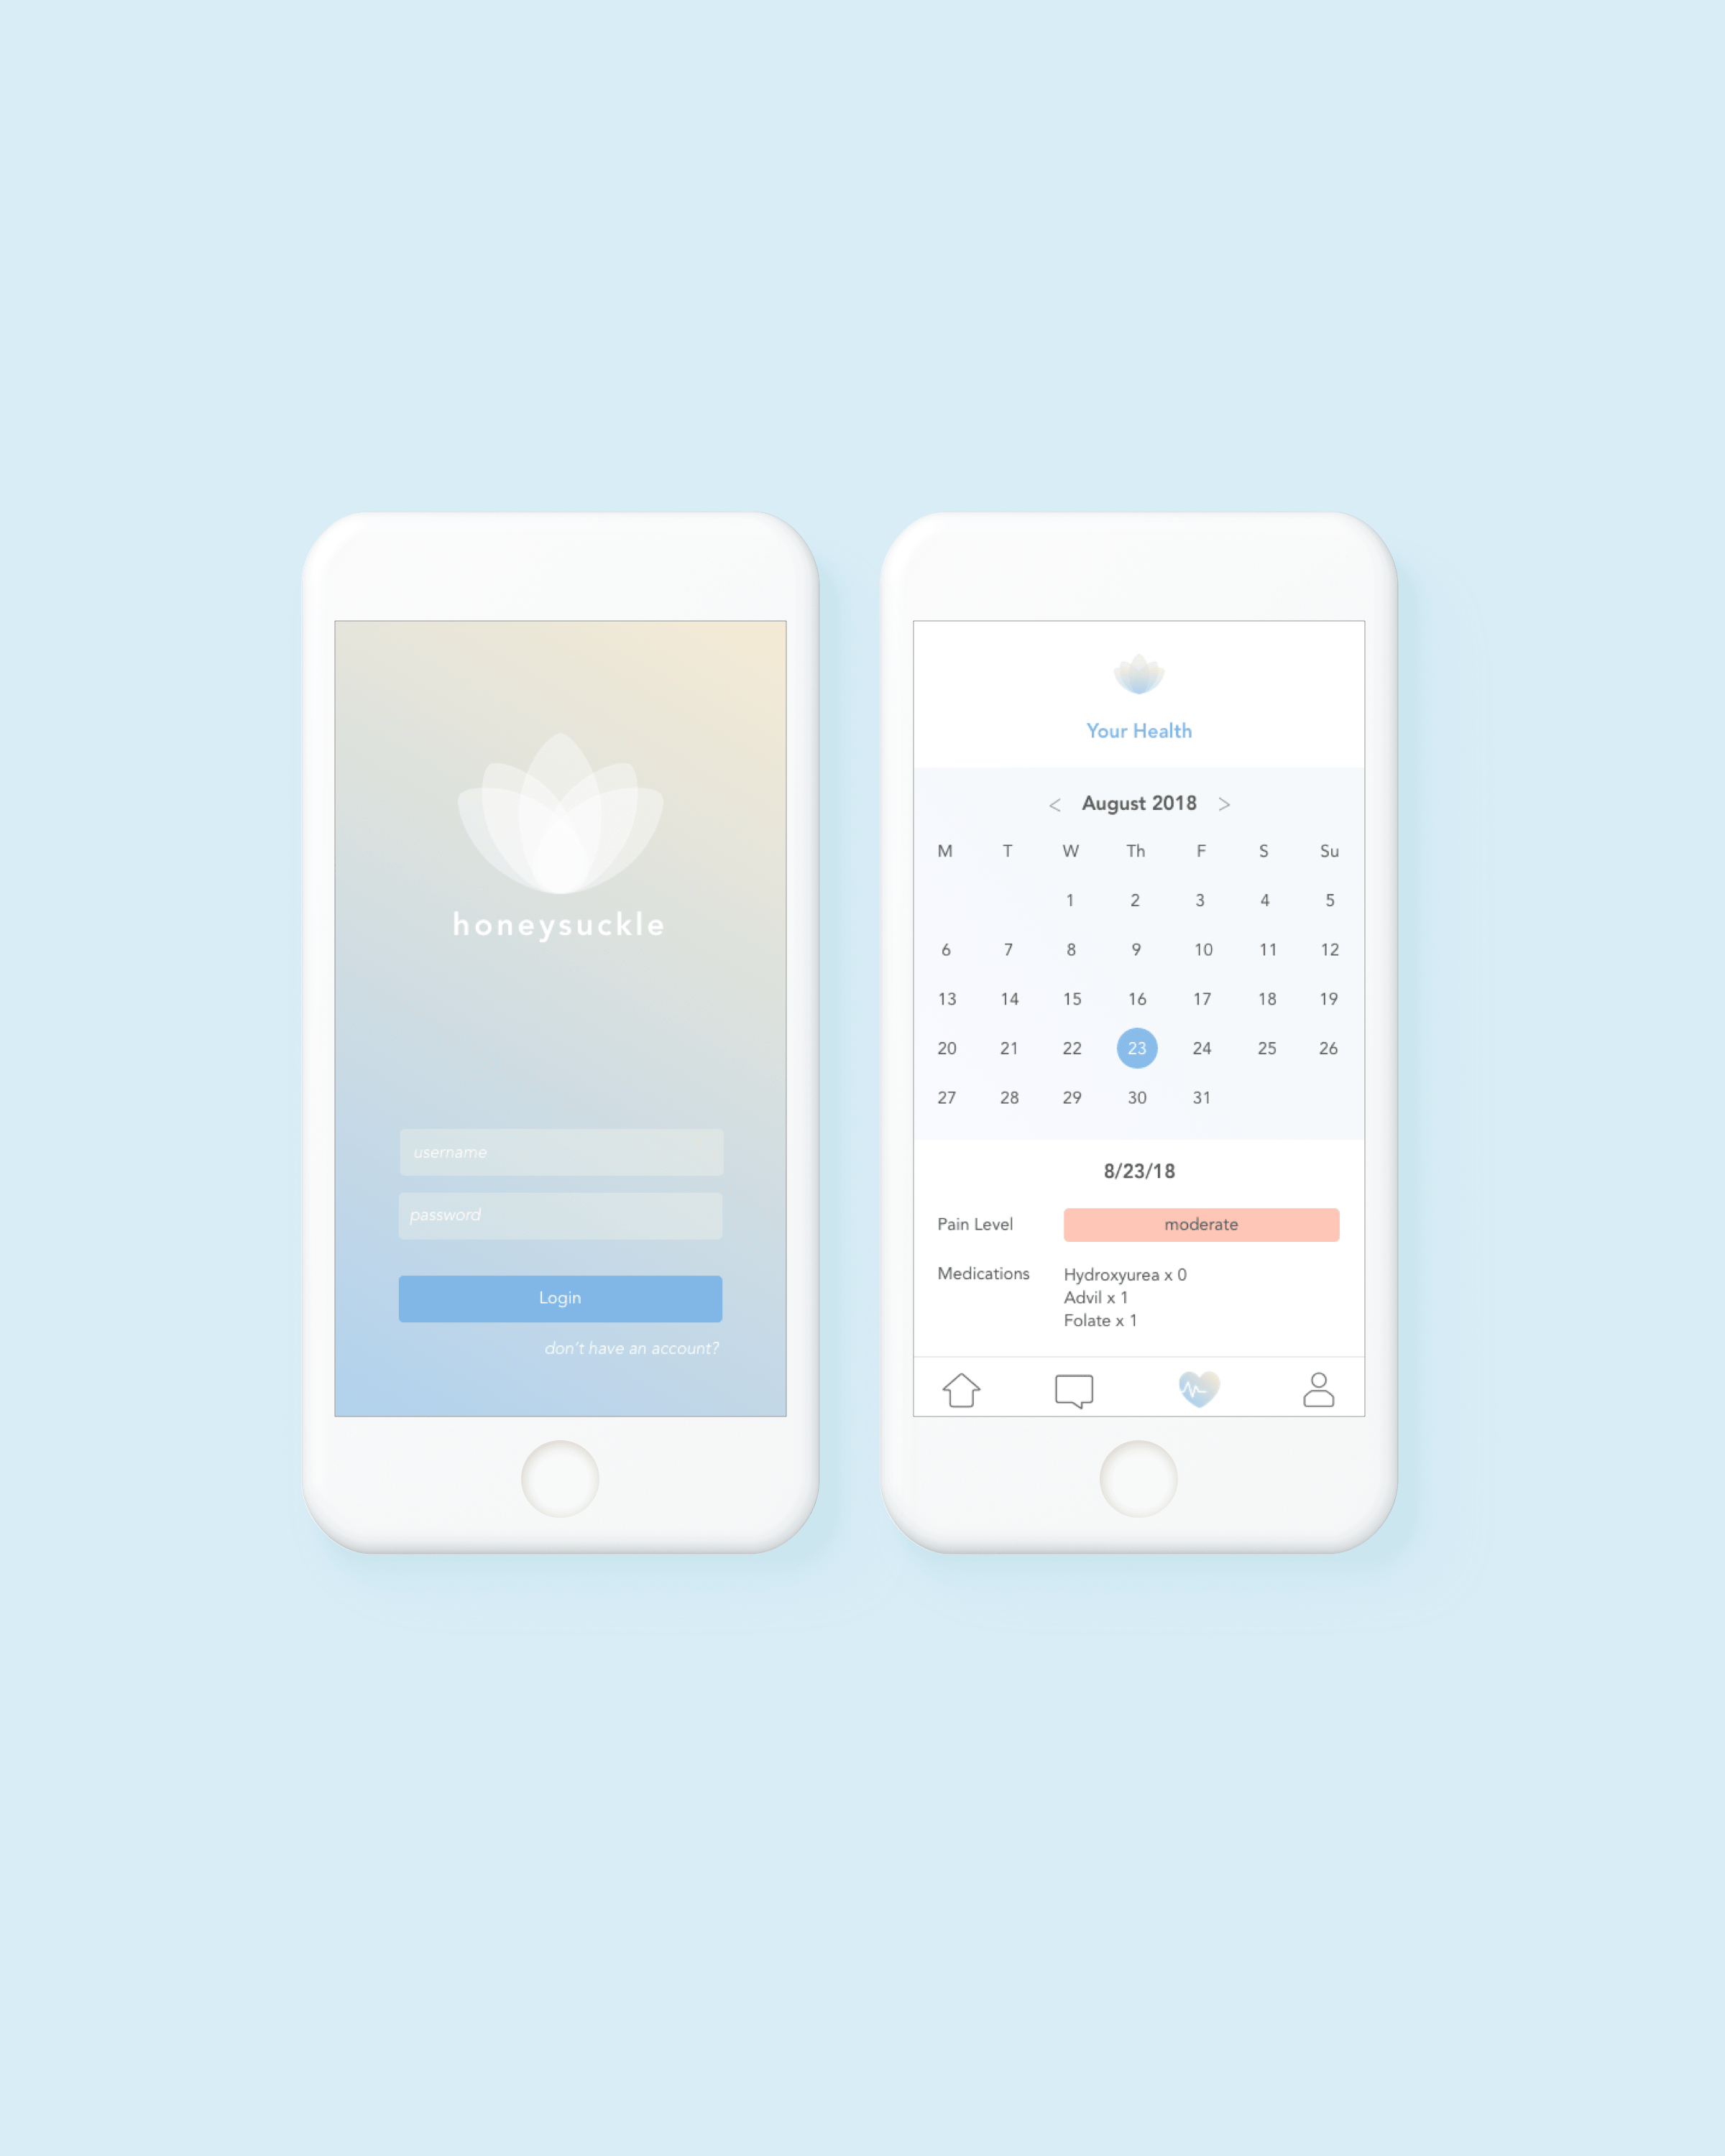 honeysuckle
username
password
Login
don't have an account?
Your Health
< August 2018 >
M T W Th F S Su
1 2 3 4 5
6 7 8 9 10 11 12
13 14 15 16 17 18 19
20 21 22 23 24 25 26
27 28 29 30 31
8/23/18
Pain Level moderate
Medications Hydroxyurea x 0
Advil x 1
Folate x 1